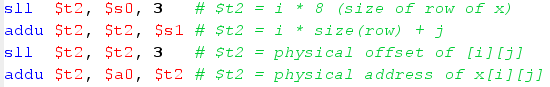 sll $t2, $s0, 3 # $t2 = i * 8 (size of row of x)
addu $t2, $t2, $s1 # $t2 = i * size(row) + j
sll $t2, $t2, 3 # $t2 = physical offset of [i][j]
addu $t2, $a0, $t2 # $t2 = physical address of x[i][j]